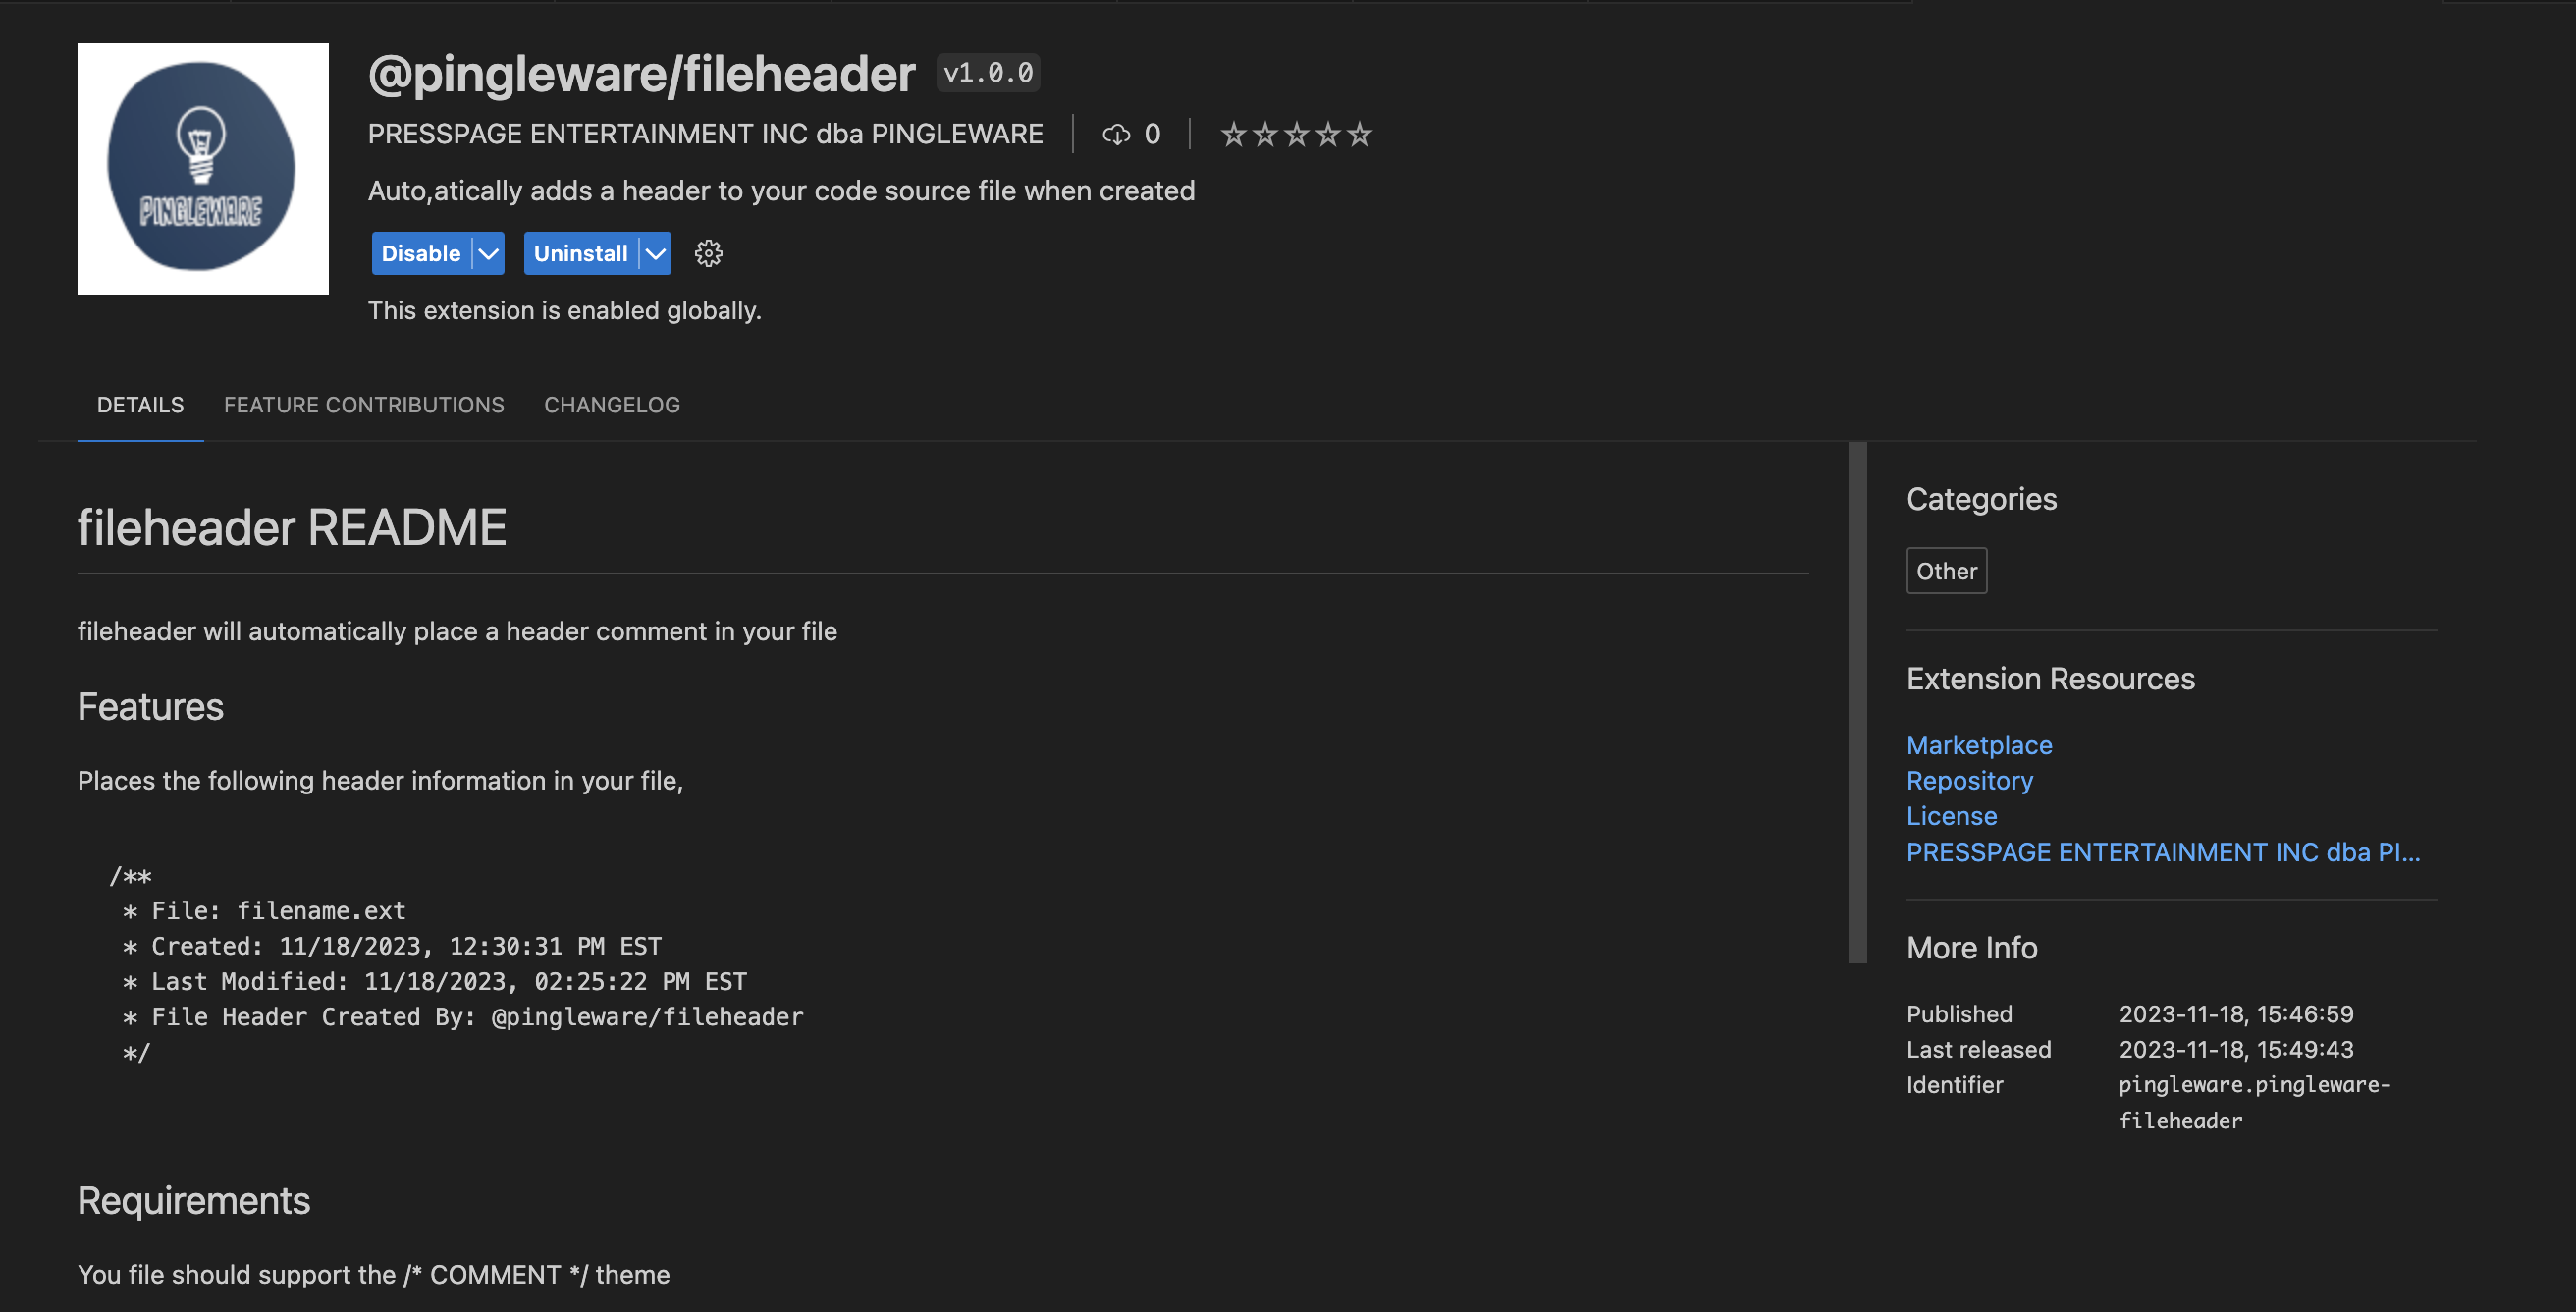 @pingleware/fileheader v1.0.0
PRESSPAGE ENTERTAINMENT INC dba PINGLEWARE 0
Auto,atically adds a header to your code source file when created
PINGLEWARE
Disable Uninstall
This extension is enabled globally.
DETAILS FEATURE CONTRIBUTIONS CHANGELOG
fileheader README
fileheader will automatically place a header comment in your file
Features
Places the following header information in your file,
/**
 * File: filename.ext
 * Created: 11/18/2023, 12:30:31 PM EST
 * Last Modified: 11/18/2023, 02:25:22 PM EST
 * File Header Created By: @pingleware/fileheader
 */
Requirements
You file should support the /* COMMENT */ theme
Categories
Other
Extension Resources
Marketplace
Repository
License
PRESSPAGE ENTERTAINMENT INC dba PI...
More Info
Published 2023-11-18, 15:46:59
Last released 2023-11-18, 15:49:43
Identifier pingleware.pingleware-
fileheader